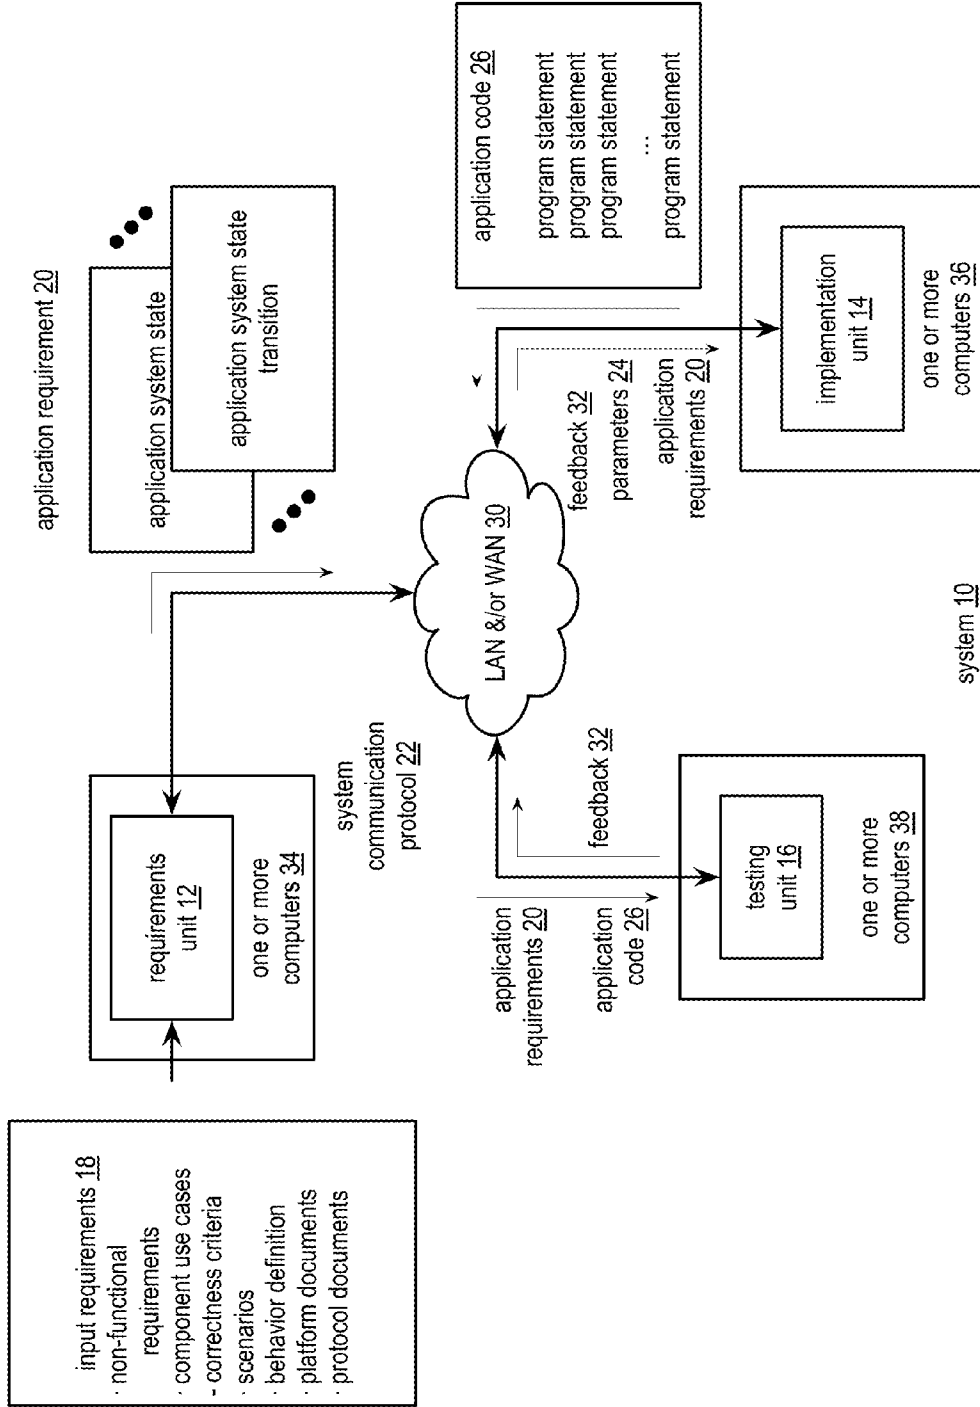 input requirements 18
· non-functional
requirements
· component use cases
- correctness criteria
· scenarios
· behavior definition
· platform documents
· protocol documents
requirements
unit 12
one or more
computers 34
application requirement 20
application system state
application system state
transition
system
communication
protocol 22
LAN &/or WAN 30
application
requirements 20
application
code 26
feedback 32
testing
unit 16
one or more
computers 38
feedback 32
parameters 24
application
requirements 20
application code 26
program statement
program statement
program statement
...
program statement
implementation
unit 14
one or more
computers 36
system 10